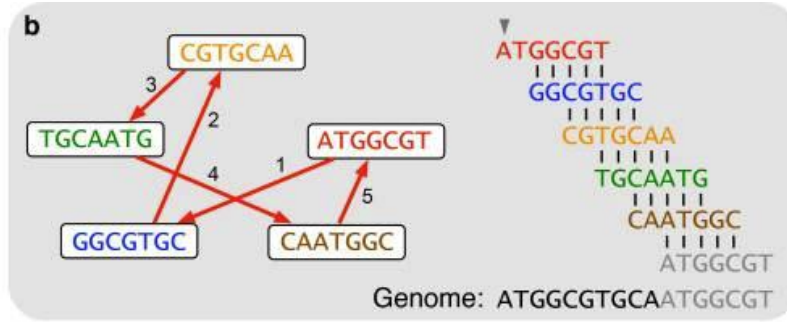 b
CGTGCAA
3
2
TGCAATG
ATGGCGT
1
4
5
GGCGTGC
CAATGGC
ATGGCGT
GGCGTGC
CGTGCAA
TGCAATG
CAATGGC
ATGGCGT
Genome: ATGGCGTGCAATGGCGT